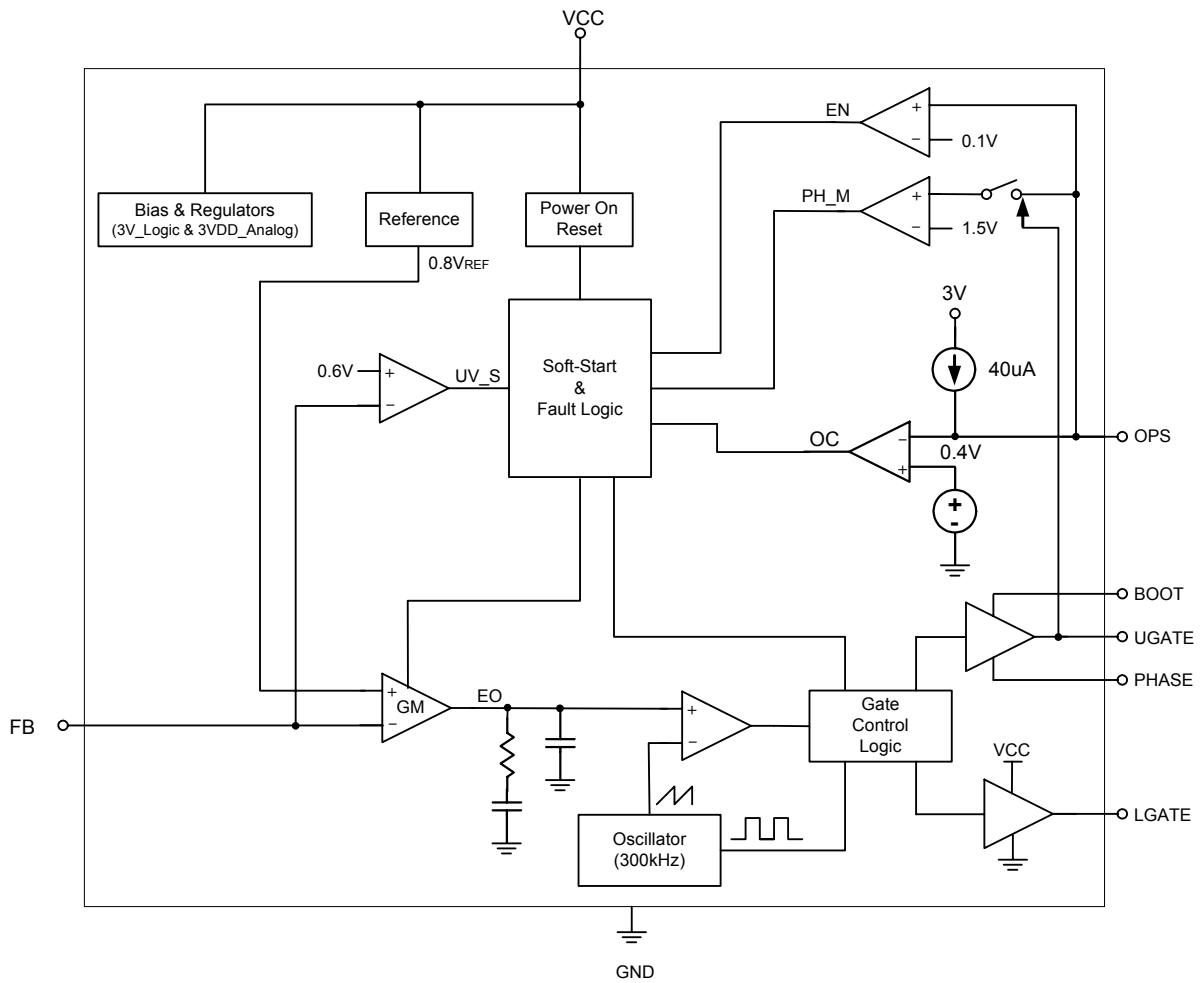 VCC
EN
+
−
0.1V
PH_M
+
−
1.5V
Bias & Regulators
(3V_Logic & 3VDD_Analog)
Reference
Power On
Reset
0.8VREF
3V
40uA
0.6V
+
−
UV_S
Soft-Start
&
Fault Logic
OC
−
+
0.4V
+
-
OPS
BOOT
UGATE
PHASE
FB
+
−
GM
EO
+
−
Gate
Control
Logic
VCC
LGATE
Oscillator
(300kHz)
GND